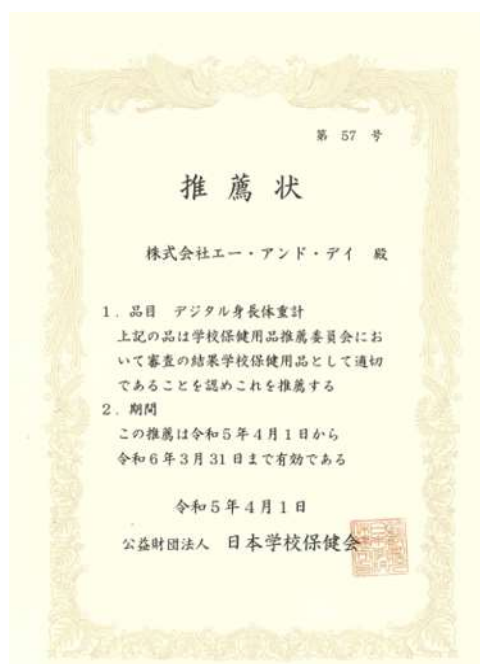 第 57 号
推薦状
株式会社エー・アンド・デイ 殿
1. 品目 デジタル身長体重計
上記の品は学校保健用品推薦委員会にお
いて審査の結果学校保健用品として適切
であることを認めこれを推薦する
2. 期間
この推薦は令和5年4月1日から
令和6年3月31日まで有効である
令和5年4月1日
公益財団法人 日本学校保健会